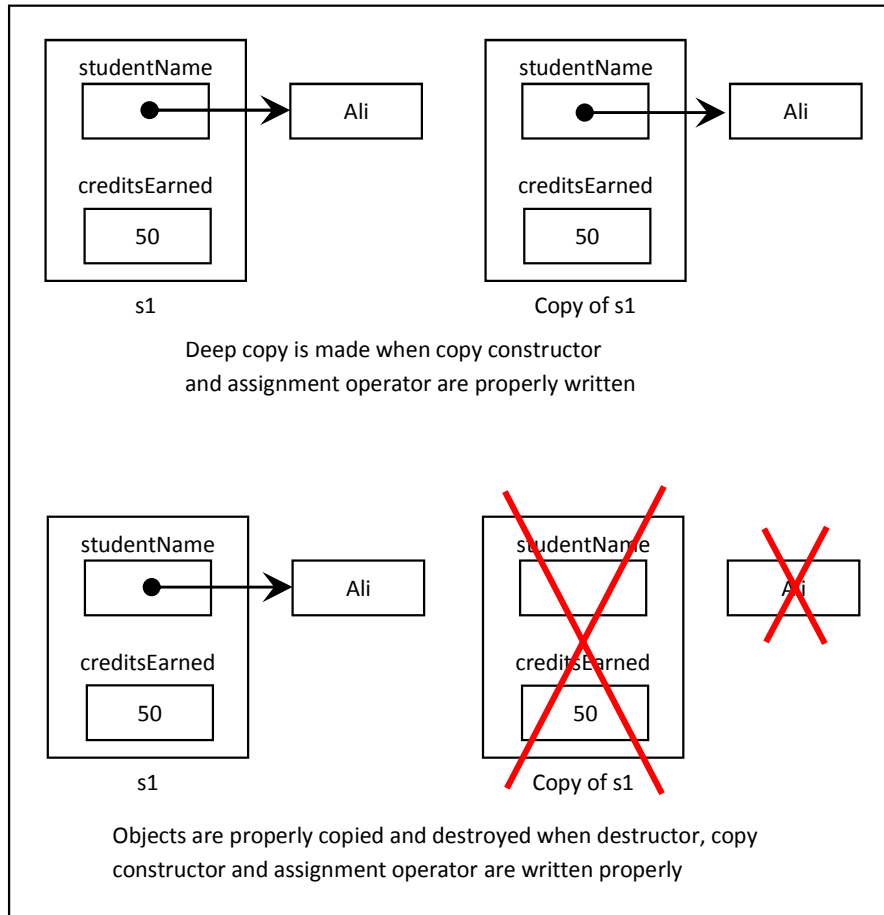 studentName
studentName
Ali
Ali
creditsEarned
creditsEarned
50
50
s1
Copy of s1
Deep copy is made when copy constructor
and assignment operator are properly written
studentName
studentName
Ali
Ali
creditsEarned
creditsEarned
50
50
s1
Copy of s1
Objects are properly copied and destroyed when destructor, copy
constructor and assignment operator are written properly